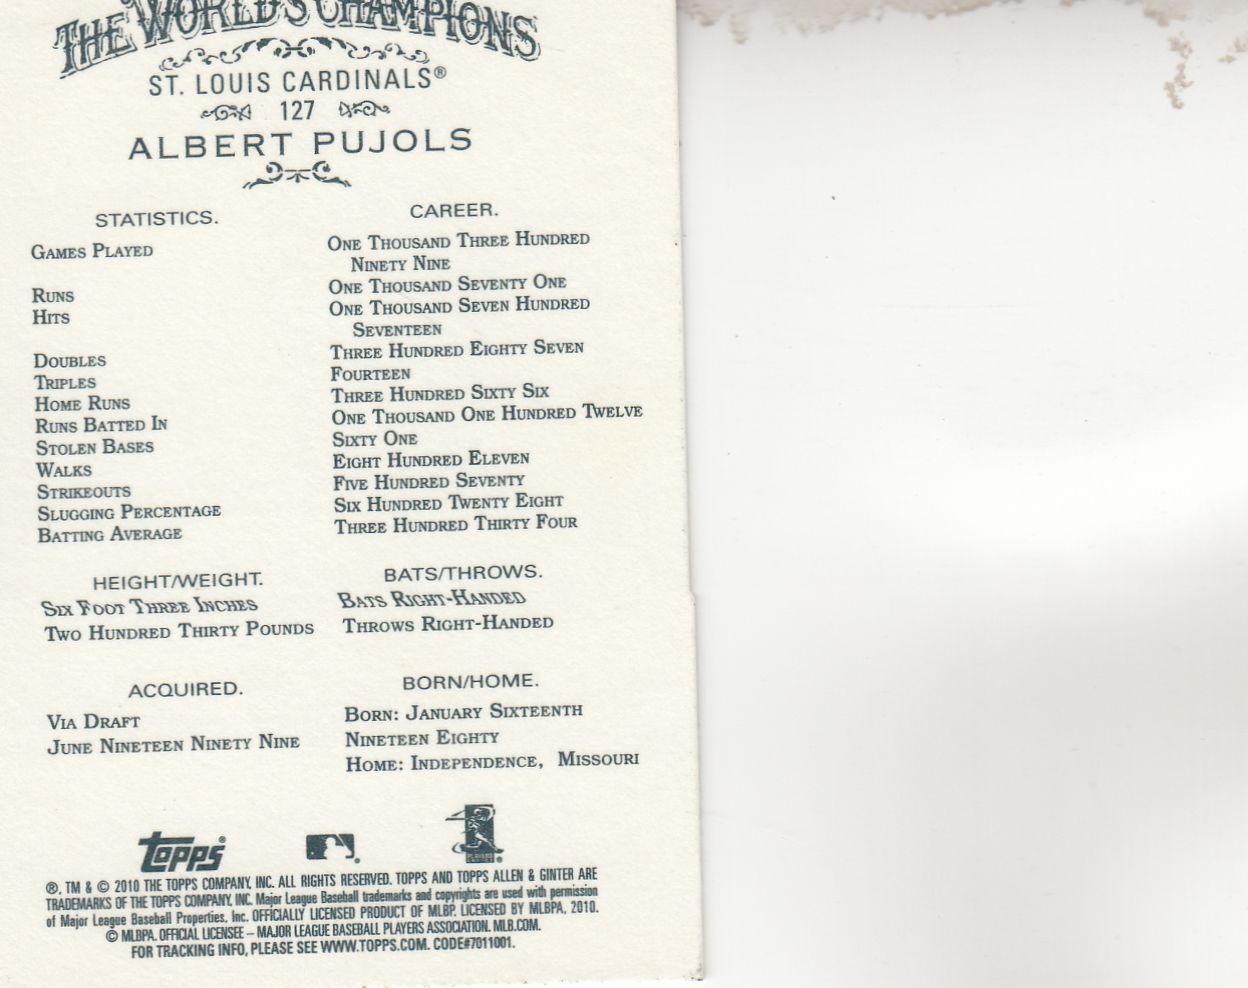 THE WORLD'S CHAMPIONS
ST. LOUIS CARDINALS®
127
ALBERT PUJOLS
STATISTICS. CAREER.
GAMES PLAYED ONE THOUSAND THREE HUNDRED
NINETY NINE
RUNS ONE THOUSAND SEVENTY ONE
HITS ONE THOUSAND SEVEN HUNDRED
SEVENTEEN
DOUBLES THREE HUNDRED EIGHTY SEVEN
TRIPLES FOURTEEN
HOME RUNS THREE HUNDRED SIXTY SIX
RUNS BATTED IN ONE THOUSAND ONE HUNDRED TWELVE
STOLEN BASES SIXTY ONE
WALKS EIGHT HUNDRED ELEVEN
STRIKEOUTS FIVE HUNDRED SEVENTY
SLUGGING PERCENTAGE SIX HUNDRED TWENTY EIGHT
BATTING AVERAGE THREE HUNDRED THIRTY FOUR
HEIGHT/WEIGHT.
SIX FOOT THREE INCHES
TWO HUNDRED THIRTY POUNDS
BATS/THROWS.
BATS RIGHT-HANDED
THROWS RIGHT-HANDED
ACQUIRED.
VIA DRAFT
JUNE NINETEEN NINETY NINE
BORN/HOME.
BORN: JANUARY SIXTEENTH
NINETEEN EIGHTY
HOME: INDEPENDENCE, MISSOURI
Topps®
®, TM & © 2010 THE TOPPS COMPANY, INC. ALL RIGHTS RESERVED. TOPPS AND TOPPS ALLEN & GINTER ARE
TRADEMARKS OF THE TOPPS COMPANY, INC. Major League Baseball trademarks and copyrights are used with permission
of Major League Baseball Properties, Inc. OFFICIALLY LICENSED PRODUCT OF MLBP. LICENSED BY MLBPA, 2010.
© MLBPA. OFFICIAL LICENSEE – MAJOR LEAGUE BASEBALL PLAYERS ASSOCIATION. MLB.COM.
FOR TRACKING INFO, PLEASE SEE WWW.TOPPS.COM. CODE#7011001.